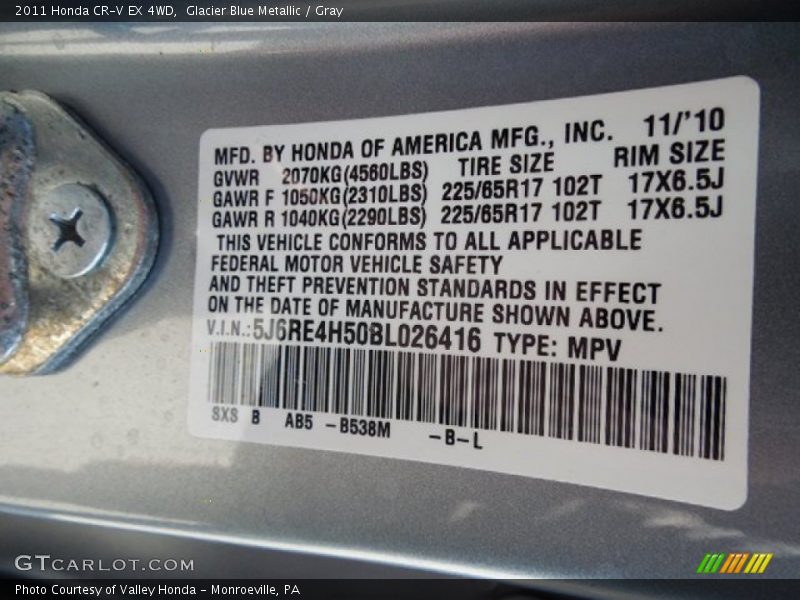 2011 Honda CR-V EX 4WD, Glacier Blue Metallic / Gray
MFD. BY HONDA OF AMERICA MFG., INC. 11/'10
GVWR 2070KG(4560LBS) TIRE SIZE RIM SIZE
GAWR F 1050KG(2310LBS) 225/65R17 102T 17X6.5J
GAWR R 1040KG(2290LBS) 225/65R17 102T 17X6.5J
THIS VEHICLE CONFORMS TO ALL APPLICABLE
FEDERAL MOTOR VEHICLE SAFETY
AND THEFT PREVENTION STANDARDS IN EFFECT
ON THE DATE OF MANUFACTURE SHOWN ABOVE.
V.I.N.:5J6RE4H50BL026416 TYPE: MPV
SXS B AB5 -B538M -B-L
GTCARLOT.COM
Photo Courtesy of Valley Honda - Monroeville, PA